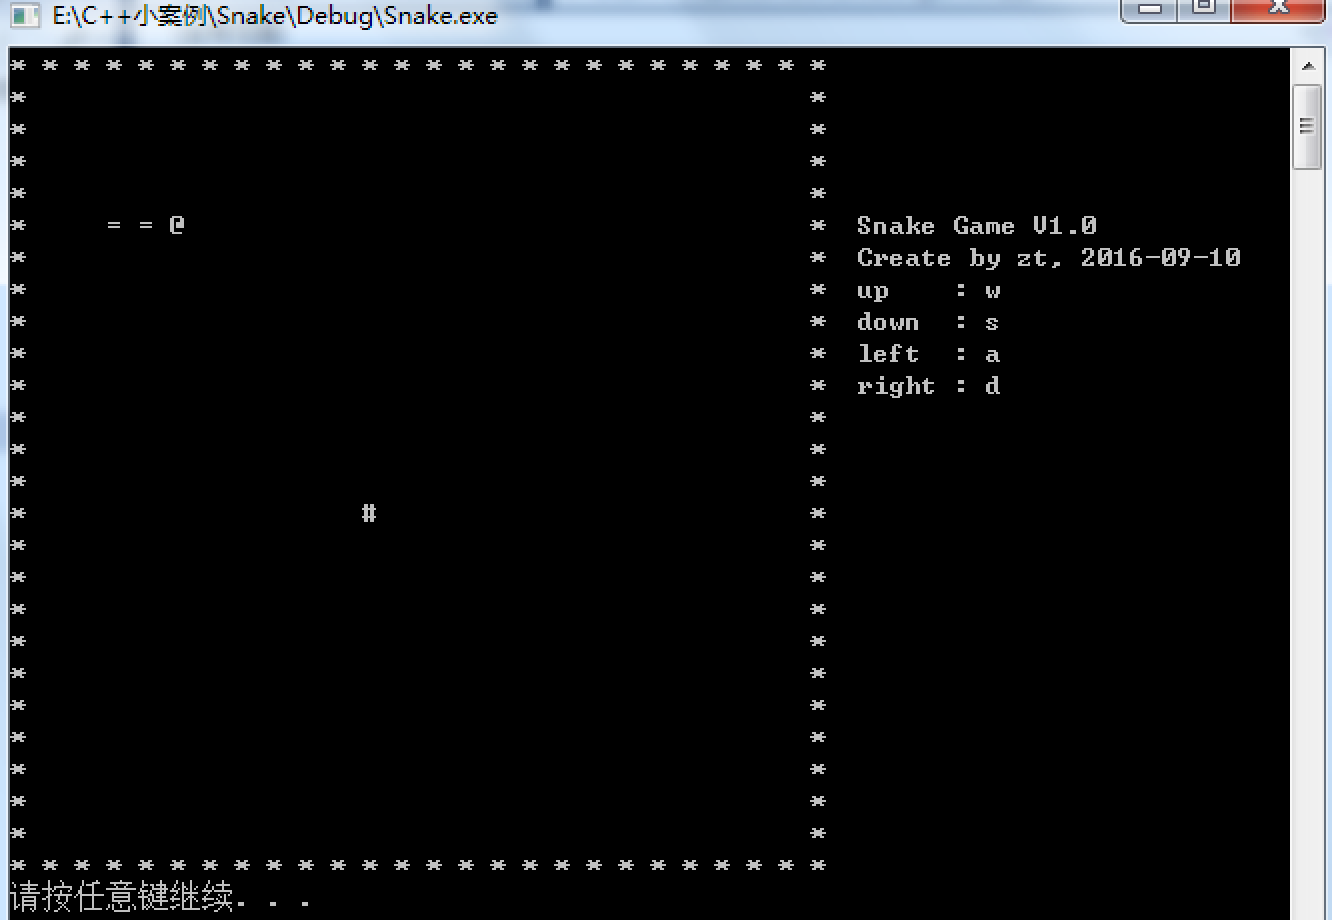 E:\C++小案例\Snake\Debug\Snake.exe
* * * * * * * * * * * * * * * * * * * * * * * * * *
* *
* *
* *
* *
* = = @ * Snake Game V1.0
* * Create by zt, 2016-09-10
* * up : w
* * down : s
* * left : a
* * right : d
* *
* *
* *
* # *
* *
* *
* *
* *
* *
* *
* *
* *
* *
* *
* * * * * * * * * * * * * * * * * * * * * * * * * *
请按任意键继续. . .